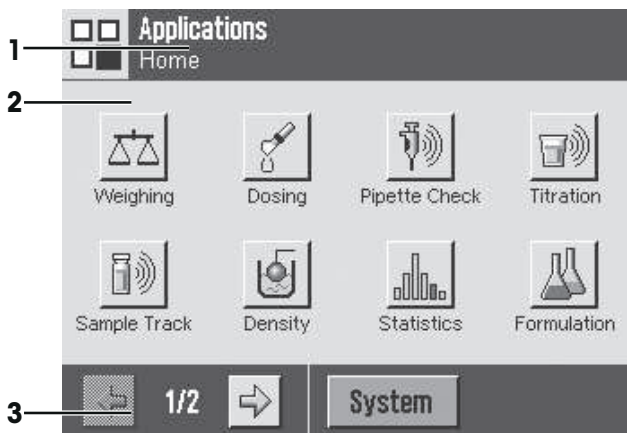 Applications
1
Home
2
Weighing
Dosing
Pipette Check
Titration
Sample Track
Density
Statistics
Formulation
3
1/2
System